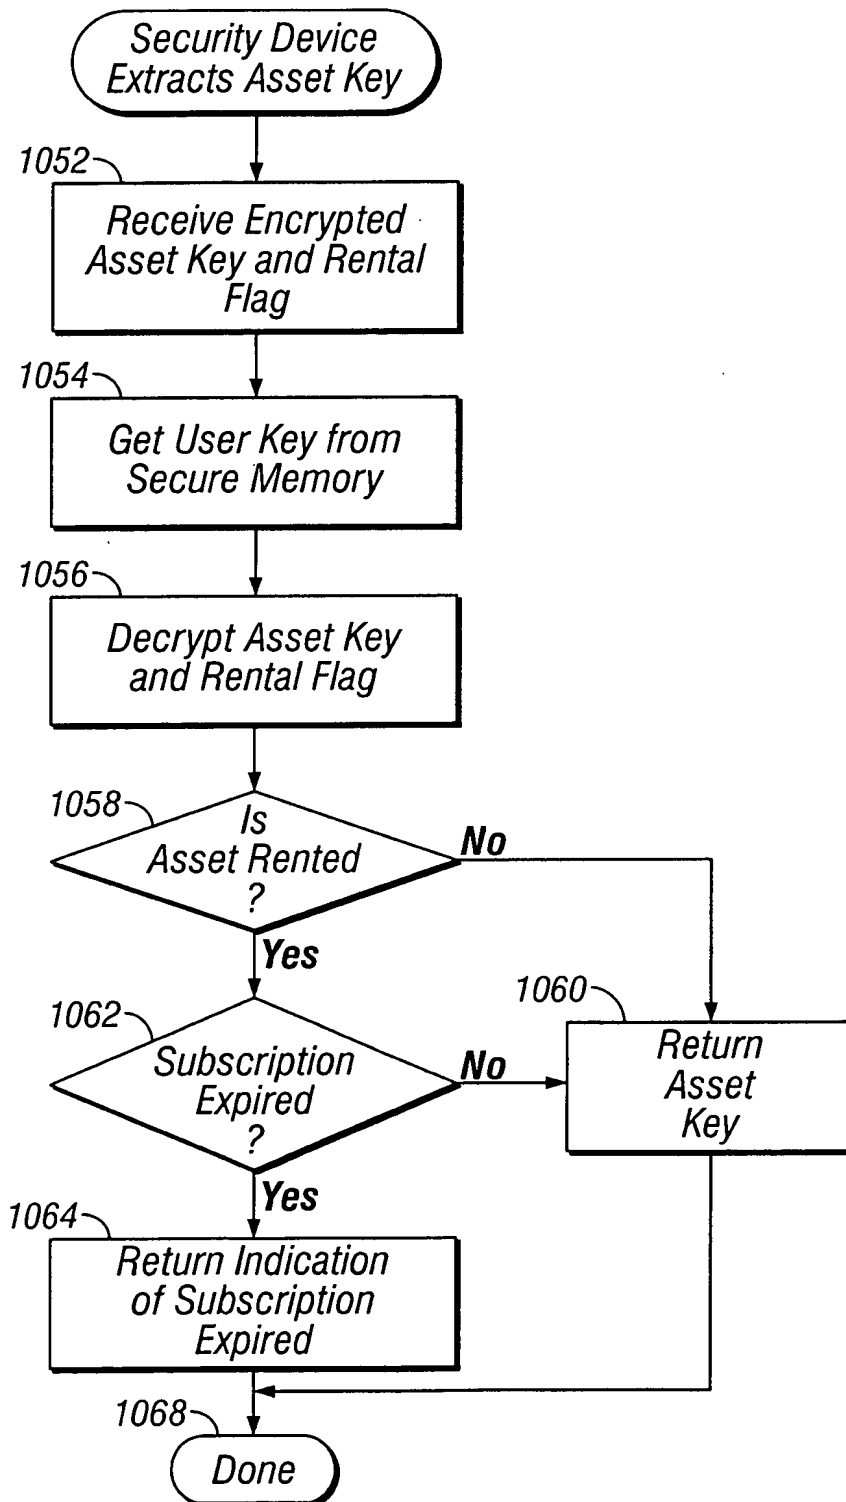 Security Device
Extracts Asset Key
1052
Receive Encrypted
Asset Key and Rental
Flag
1054
Get User Key from
Secure Memory
1056
Decrypt Asset Key
and Rental Flag
1058
Is
Asset Rented
?
No
Yes
1060
Return
Asset
Key
1062
Subscription
Expired
?
No
Yes
1064
Return Indication
of Subscription
Expired
1068
Done